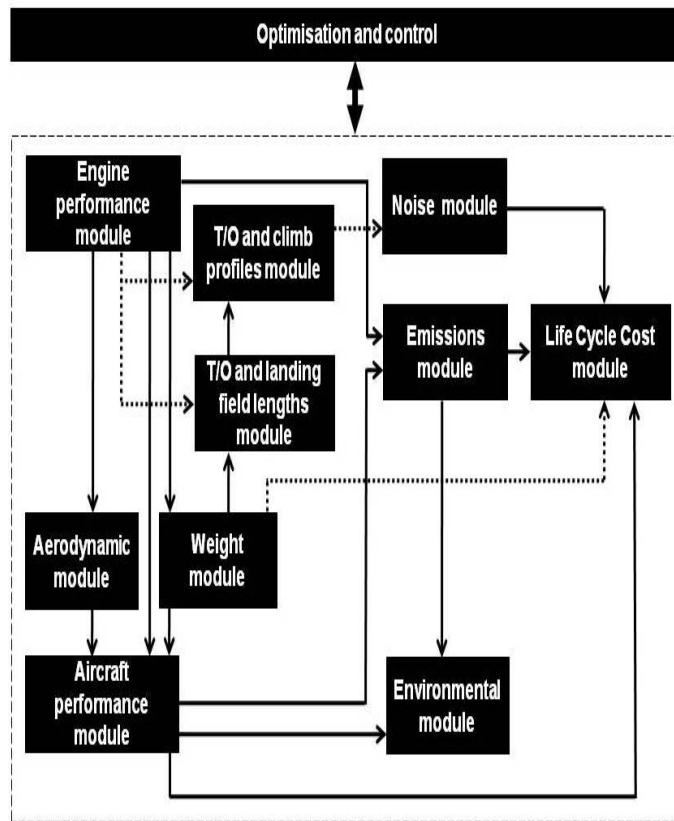 Optimisation and control
Engine
performance
module
Noise module
T/O and climb
profiles module
Emissions
module
Life Cycle Cost
module
T/O and landing
field lengths
module
Aerodynamic
module
Weight
module
Aircraft
performance
module
Environmental
module